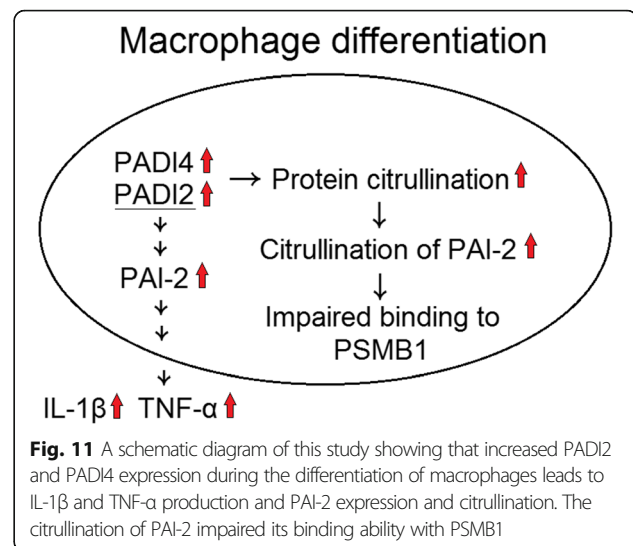 Macrophage differentiation
PADI4
PADI2
→ Protein citrullination
Citrullination of PAI-2
PAI-2
Impaired binding to
PSMB1
IL-1β TNF-α
Fig. 11 A schematic diagram of this study showing that increased PADI2
and PADI4 expression during the differentiation of macrophages leads to
IL-1β and TNF-α production and PAI-2 expression and citrullination. The
citrullination of PAI-2 impaired its binding ability with PSMB1